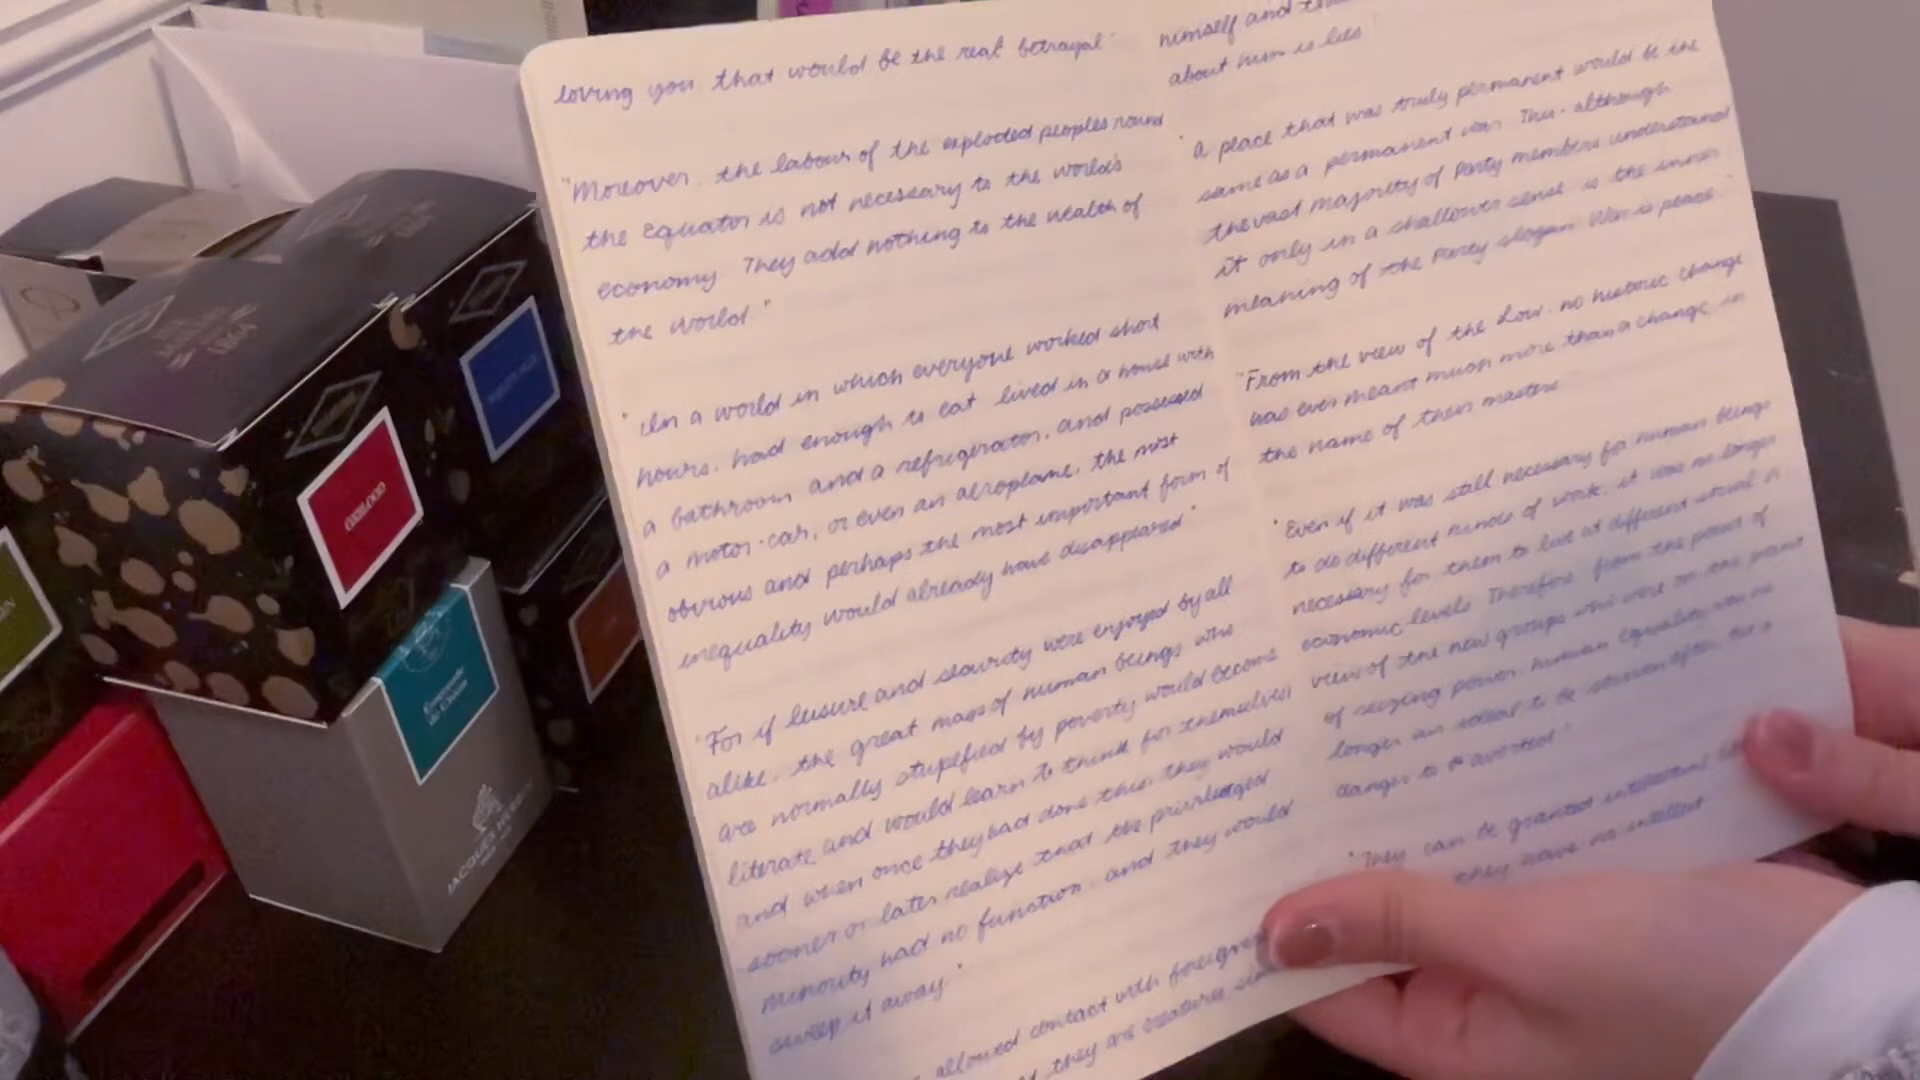 loving you. that would be the real betrayal"
"Moreover, the labour of the exploded peoples round
the Equator is not necessary to the world's
economy. They add nothing to the wealth of
the world."
"In a world in which everyone worked short
hours, had enough to eat lived in a house with
a bathroom and a refrigerator, and possessed
a motor-car, or even an aeroplane, the most
obvious and perhaps the most important form of
inequality would already have disappeared"
"For if leisure and security were enjoyed by all
alike, the great mass of human beings who
are normally stupefied by poverty would become
literate and would learn to think for themselves
and when once they had done this, they would
sooner or later realize that the priviledged
minority had no function, and they would
sweep it away"
allowed contact with foreigners
they are creatures
himself and
about him is lies"
"A place that was truly permanent would be the
same as a permanent war. This - although
the vast majority of Party members understand
it only in a shallower sense is the inner
meaning of the Party slogan War is peace"
"From the view of the Low, no historic change
has ever meant much more than a change in
the name of their masters
"Even if it was still necessary for human beings
to do different kinds of work, it was no longer
necessary for them to live at different social or
economic levels. Therefore, from the point of
view of the new groups who were on the point
of seizing power, human equality was no
longer an ideal to be striven after, but a
danger to be averted"
"They can be granted intellectual
they have no intellect
OXBLOOD
Emeraude
de Chivor
JACQUES HERBIN